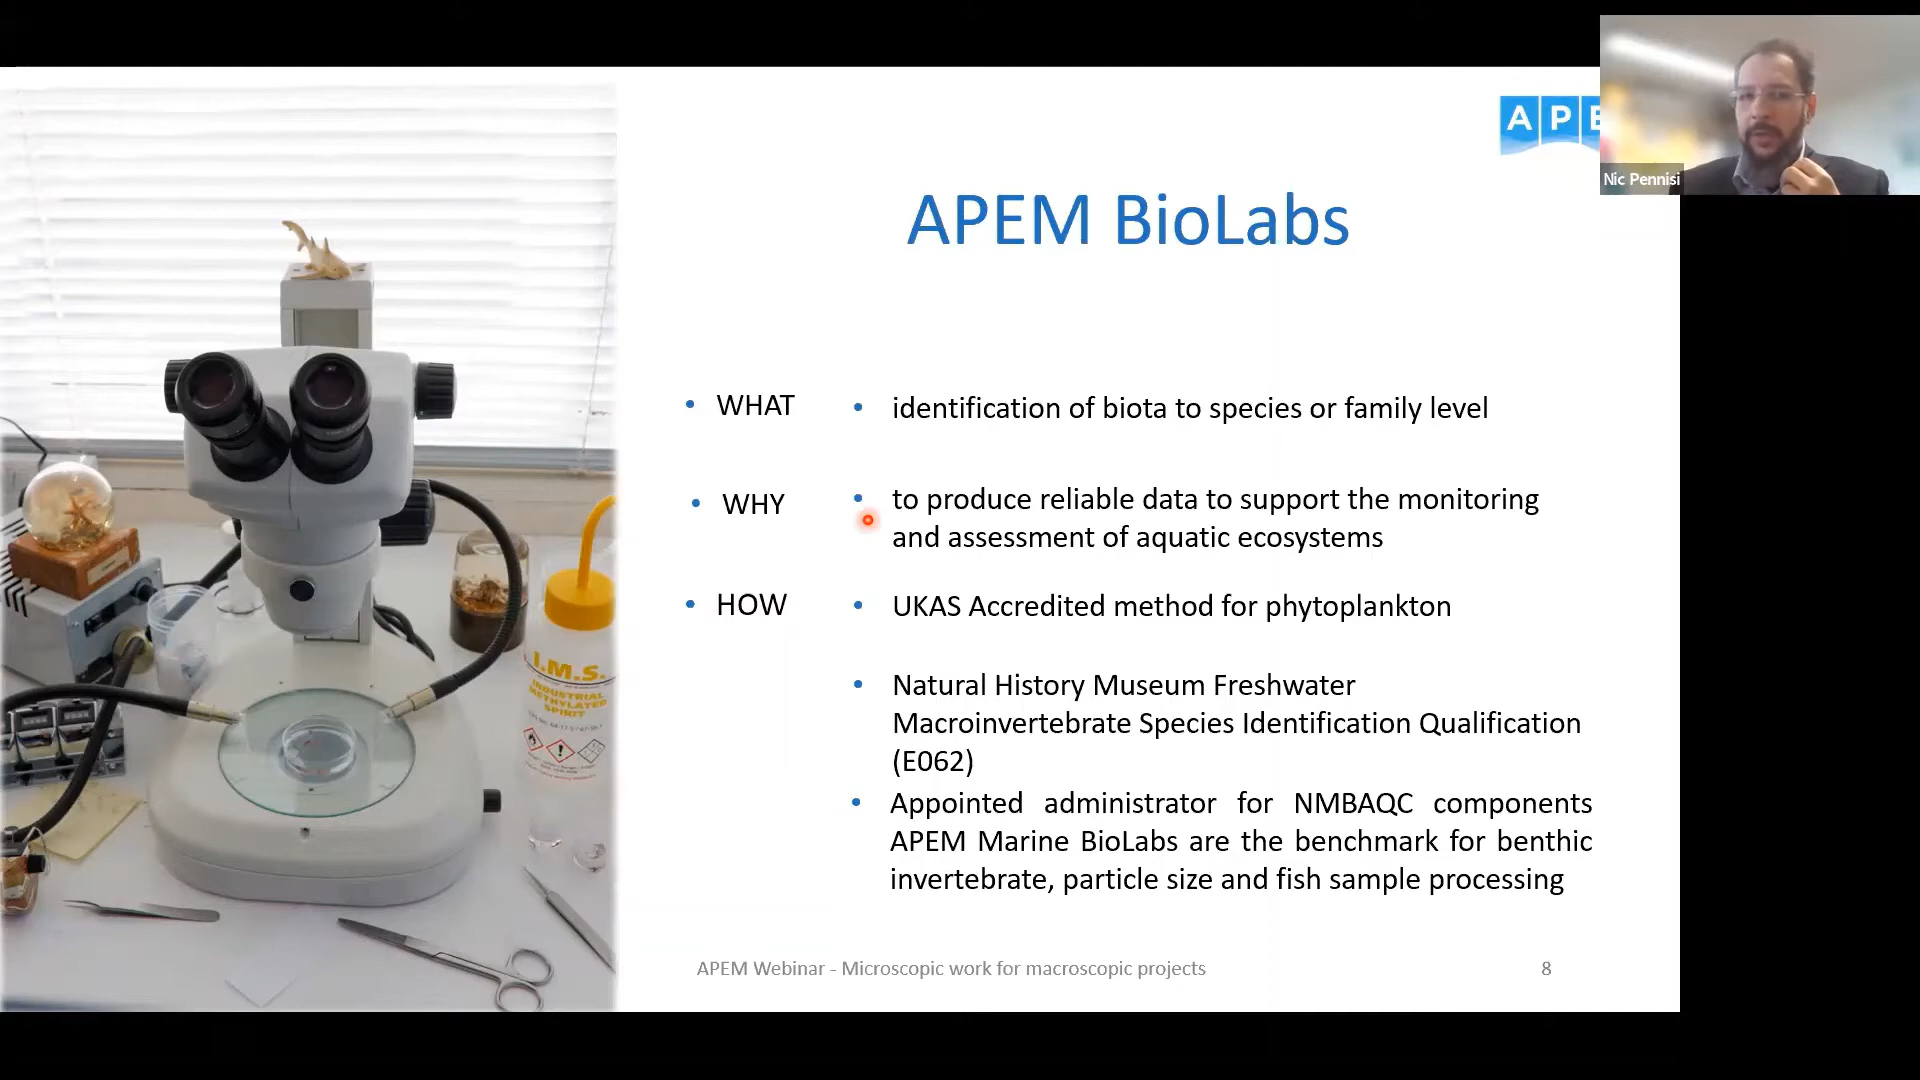 APE
Nic Pennisi
APEM BioLabs
• WHAT
• identification of biota to species or family level
• WHY
• to produce reliable data to support the monitoring
and assessment of aquatic ecosystems
• HOW
• UKAS Accredited method for phytoplankton
• Natural History Museum Freshwater
Macroinvertebrate Species Identification Qualification
(E062)
• Appointed administrator for NMBAQC components
APEM Marine BioLabs are the benchmark for benthic
invertebrate, particle size and fish sample processing
I.M.S.
INDUSTRIAL
METHYLATED
SPIRIT
APEM Webinar - Microscopic work for macroscopic projects
8